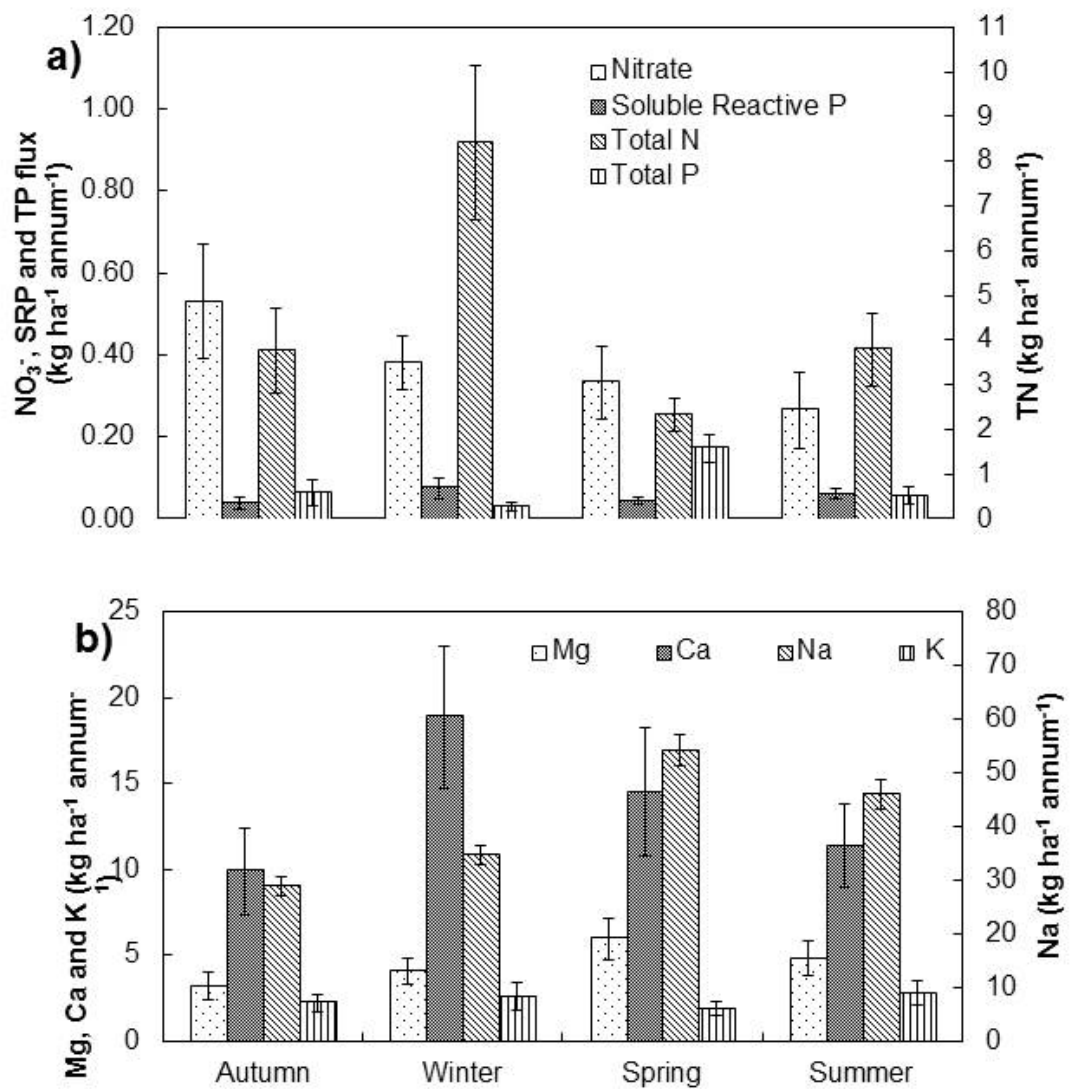 a)
NO₃⁻, SRP and TP flux
(kg ha⁻¹ annum⁻¹)
1.20
1.00
0.80
0.60
0.40
0.20
0.00
Nitrate
Soluble Reactive P
Total N
Total P
11
10
9
8
7
6
5
4
3
2
1
0
TN (kg ha⁻¹ annum⁻¹)
b)
Mg, Ca and K (kg ha⁻¹ annum⁻
¹)
25
20
15
10
5
0
Mg Ca Na K
80
70
60
50
40
30
20
10
0
Na (kg ha⁻¹ annum⁻¹)
Autumn Winter Spring Summer